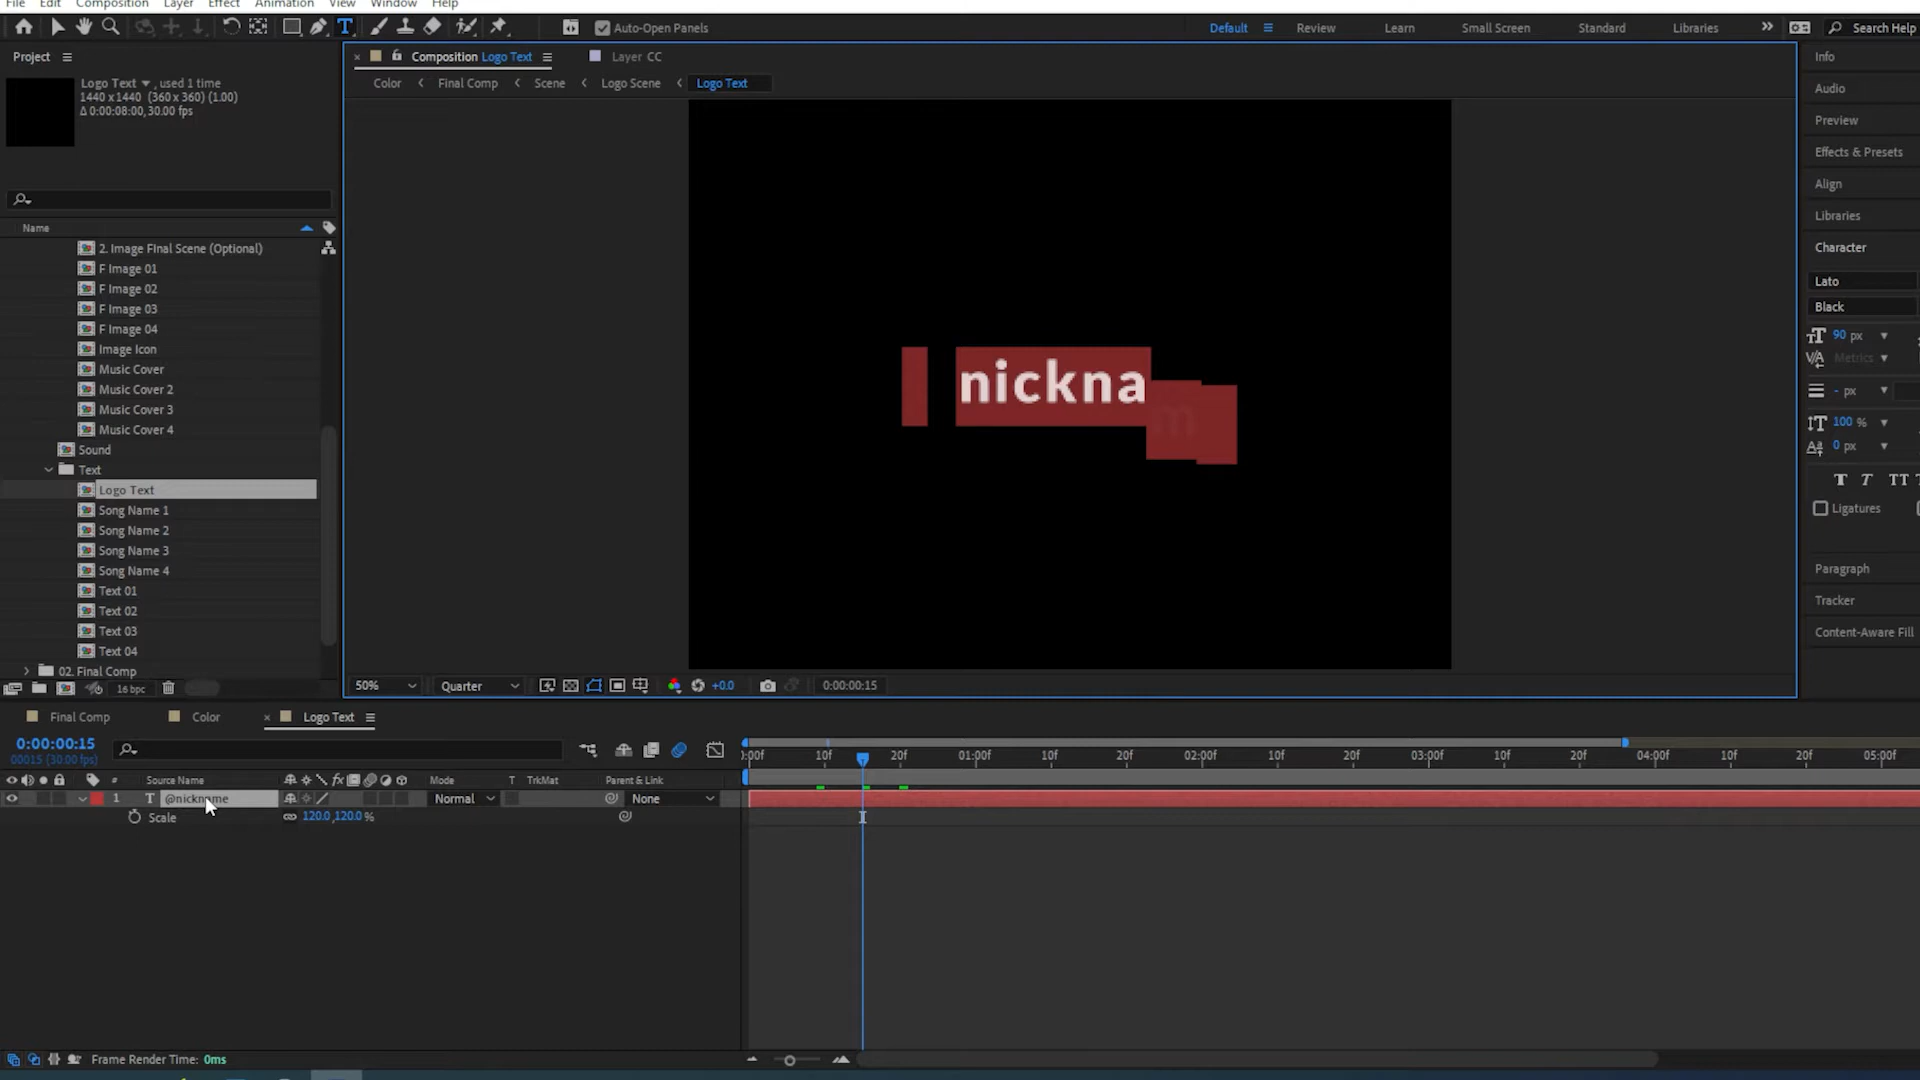 File Edit Composition Layer Effect Animation View Window Help
Auto-Open Panels
Default Review Learn Small Screen Standard Libraries Search Help
Project
Logo Text , used 1 time
1440 x 1440 (360 x 360) (1.00)
Δ 0:00:08:00, 30.00 fps
Name
2. Image FInal Scene (Optional)
F Image 01
F Image 02
F Image 03
F Image 04
Image Icon
Music Cover
Music Cover 2
Music Cover 3
Music Cover 4
Sound
Text
Logo Text
Song Name 1
Song Name 2
Song Name 3
Song Name 4
Text 01
Text 02
Text 03
Text 04
02. Final Comp
16 bpc
Composition Logo Text
Layer CC
Color Final Comp Scene Logo Scene Logo Text
nicknam
50% Quarter +0.0 0:00:00:15
Info
Audio
Preview
Effects & Presets
Align
Libraries
Character
Lato
Black
90 px
Metrics
- px
100 %
0 px
T T TT
Ligatures
Paragraph
Tracker
Content-Aware Fill
Final Comp Color Logo Text
0:00:00:15
00015 (30.00 fps)
# Source Name fx Mode T TrkMat Parent & Link
1 T @nickname Normal None
Scale 120.0,120.0 %
:00f 10f 20f 01:00f 10f 20f 02:00f 10f 20f 03:00f 10f 20f 04:00f 10f 20f 05:00f
Frame Render Time: 0ms